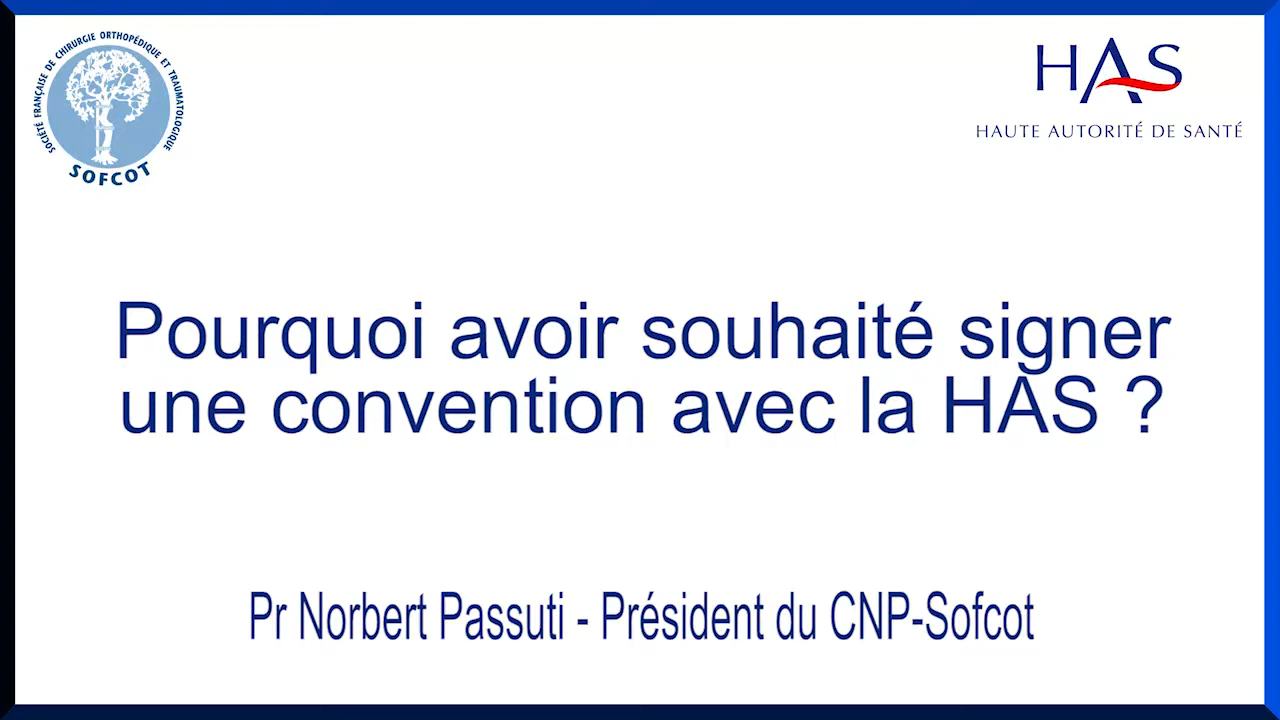 SOCIÉTÉ FRANÇAISE DE CHIRURGIE ORTHOPÉDIQUE ET TRAUMATOLOGIQUE
SOFCOT
HAS
HAUTE AUTORITÉ DE SANTÉ
Pourquoi avoir souhaité signer
une convention avec la HAS ?
Pr Norbert Passuti - Président du CNP-Sofcot